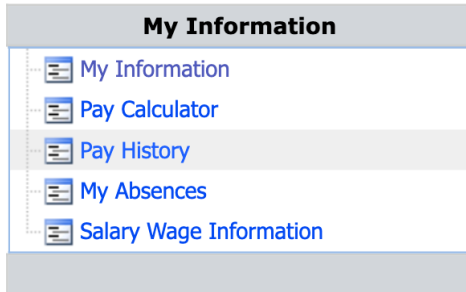 My Information
My Information
Pay Calculator
Pay History
My Absences
Salary Wage Information